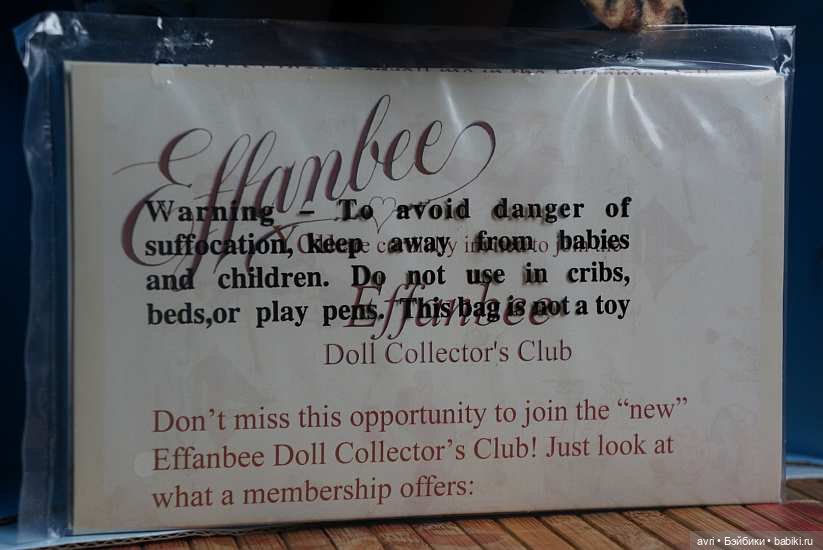 Effanbee
Warning – To avoid danger of
suffocation, keep away from babies
and children. Do not use in cribs,
beds,or play pens. This bag is not a toy
Effanbee
Doll Collector's Club
Don't miss this opportunity to join the “new”
Effanbee Doll Collector's Club! Just look at
what a membership offers:
avri • Бэйбики • babiki.ru